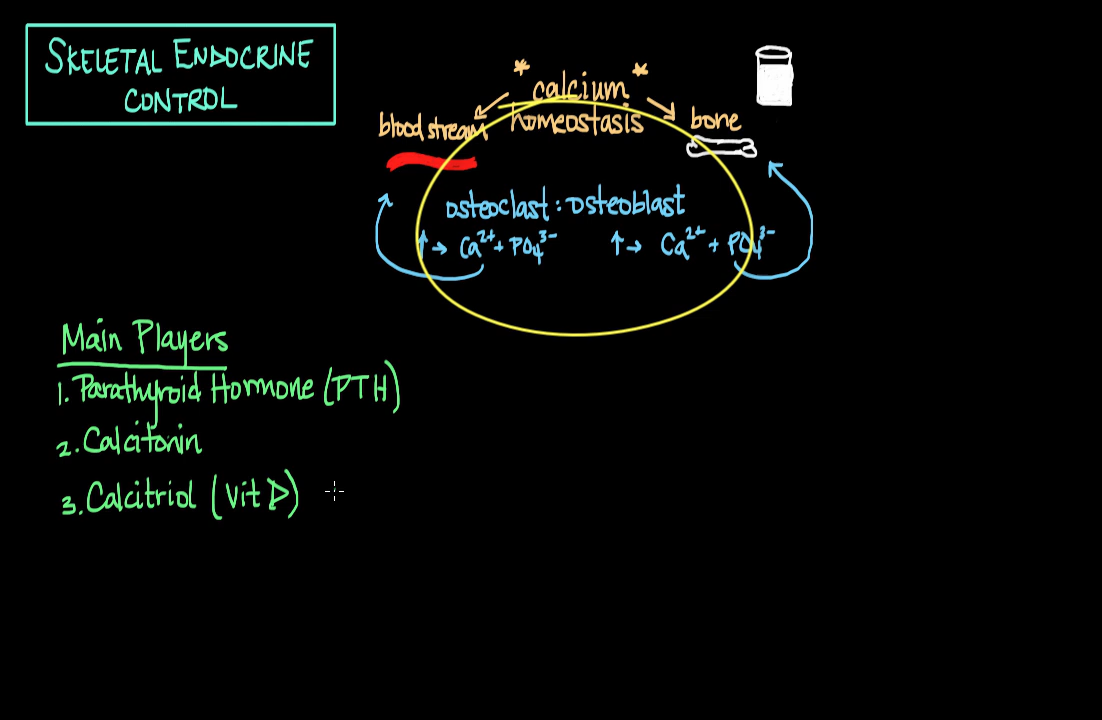 SKELETAL ENDOCRINE
CONTROL
* calcium *
homeostasis
blood stream
bone
osteoclast : osteoblast
↑ → Ca²⁺ + PO₄³⁻ ↑ → Ca²⁺ + PO₄³⁻
Main Players
1. Parathyroid Hormone (PTH)
2. Calcitonin
3. Calcitriol (Vit D)